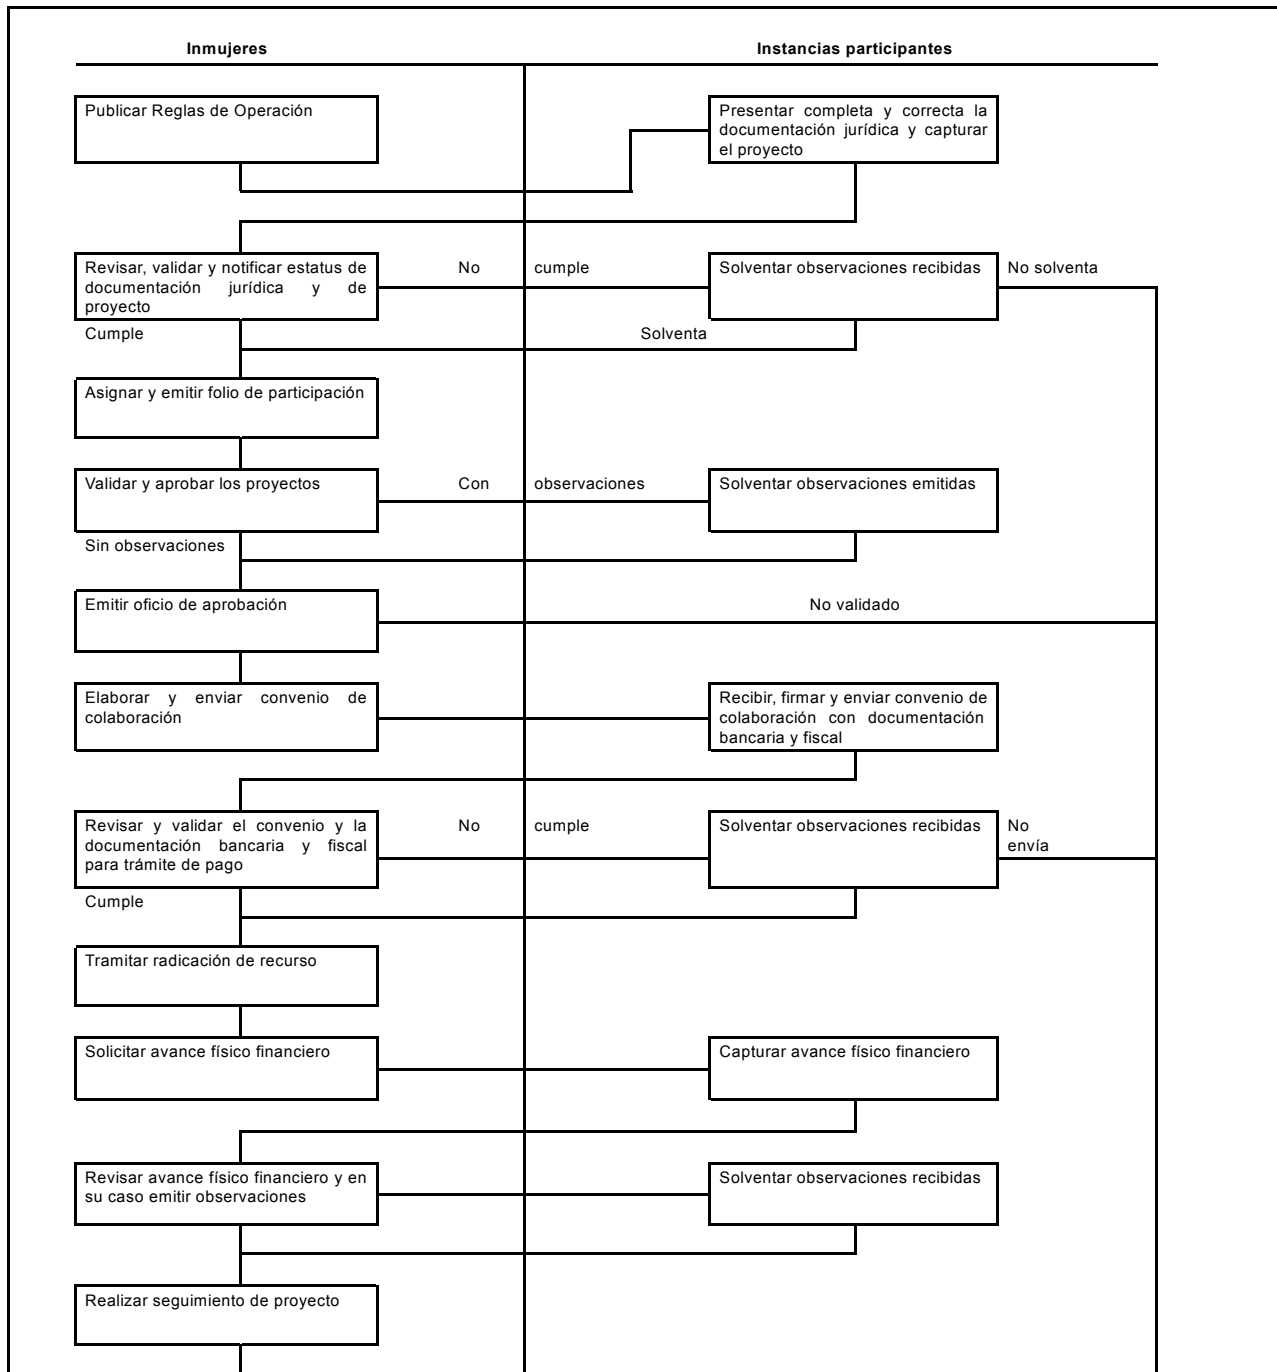 Inmujeres
Instancias participantes
Publicar Reglas de Operación
Presentar completa y correcta la
documentación jurídica y capturar
el proyecto
Revisar, validar y notificar estatus de
documentación jurídica y de
proyecto
No cumple
Solventar observaciones recibidas
No solventa
Cumple
Solventa
Asignar y emitir folio de participación
Validar y aprobar los proyectos
Con observaciones
Solventar observaciones emitidas
Sin observaciones
Emitir oficio de aprobación
No validado
Elaborar y enviar convenio de
colaboración
Recibir, firmar y enviar convenio de
colaboración con documentación
bancaria y fiscal
Revisar y validar el convenio y la
documentación bancaria y fiscal
para trámite de pago
No cumple
Solventar observaciones recibidas
No
envía
Cumple
Tramitar radicación de recurso
Solicitar avance físico financiero
Capturar avance físico financiero
Revisar avance físico financiero y en
su caso emitir observaciones
Solventar observaciones recibidas
Realizar seguimiento de proyecto